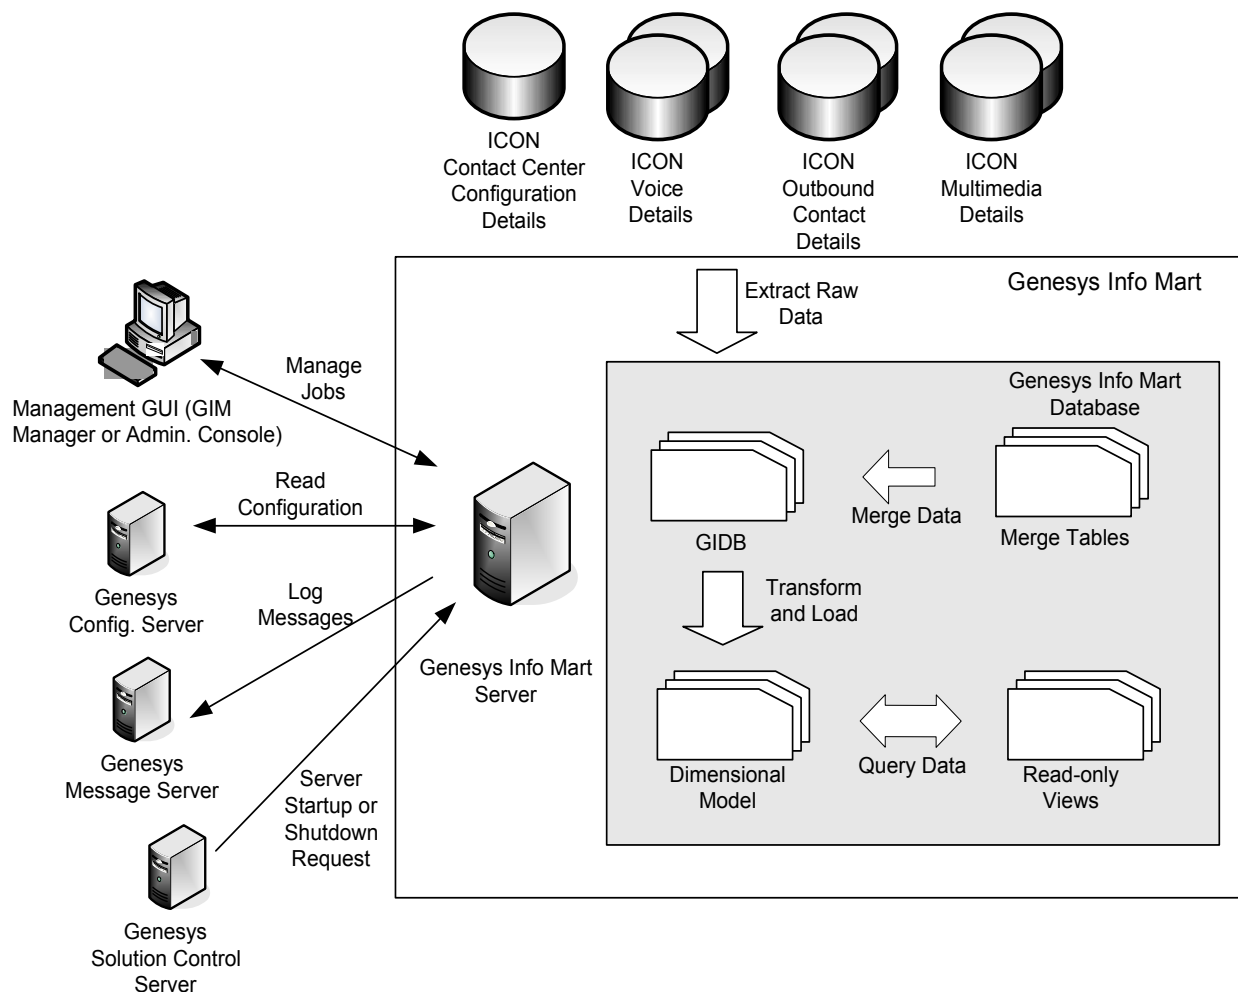 ICON
Contact Center
Configuration
Details
ICON
Voice
Details
ICON
Outbound
Contact
Details
ICON
Multimedia
Details
Genesys Info Mart
Extract Raw
Data
Genesys Info Mart
Database
Manage
Jobs
Management GUI (GIM
Manager or Admin. Console)
Read
Configuration
GIDB
Merge Data
Merge Tables
Genesys
Config. Server
Log
Messages
Transform
and Load
Genesys Info Mart
Server
Genesys
Message Server
Server
Startup or
Shutdown
Request
Dimensional
Model
Query Data
Read-only
Views
Genesys
Solution Control
Server